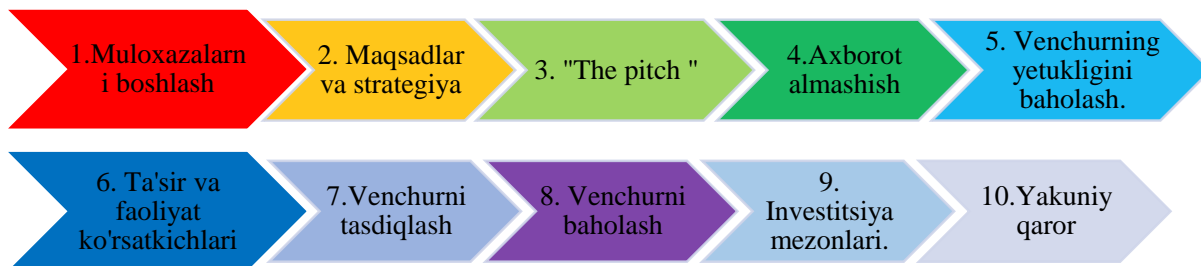 1.Muloxazalarn
i boshlash
2. Maqsadlar
va strategiya
3. "The pitch "
4.Axborot
almashish
5. Venchurning
yetukligini
baholash.
6. Ta'sir va
faoliyat
ko'rsatkichlari
7.Venchurni
tasdiqlash
8. Venchurni
baholash
9.
Investitsiya
mezonlari.
10.Yakuniy
qaror